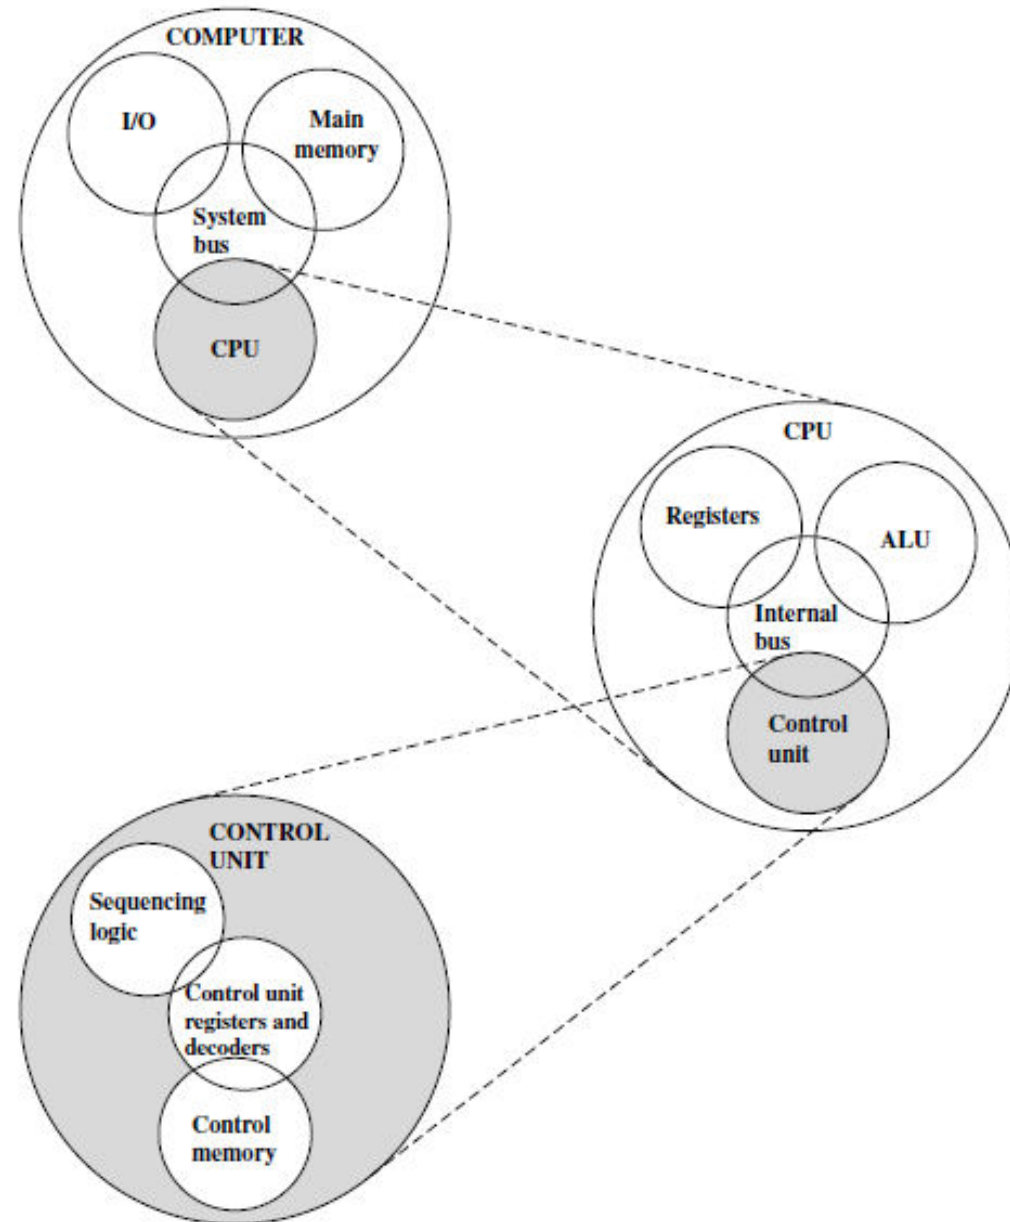 COMPUTER
I/O
Main
memory
System
bus
CPU
CPU
Registers
ALU
Internal
bus
Control
unit
CONTROL
UNIT
Sequencing
logic
Control unit
registers and
decoders
Control
memory